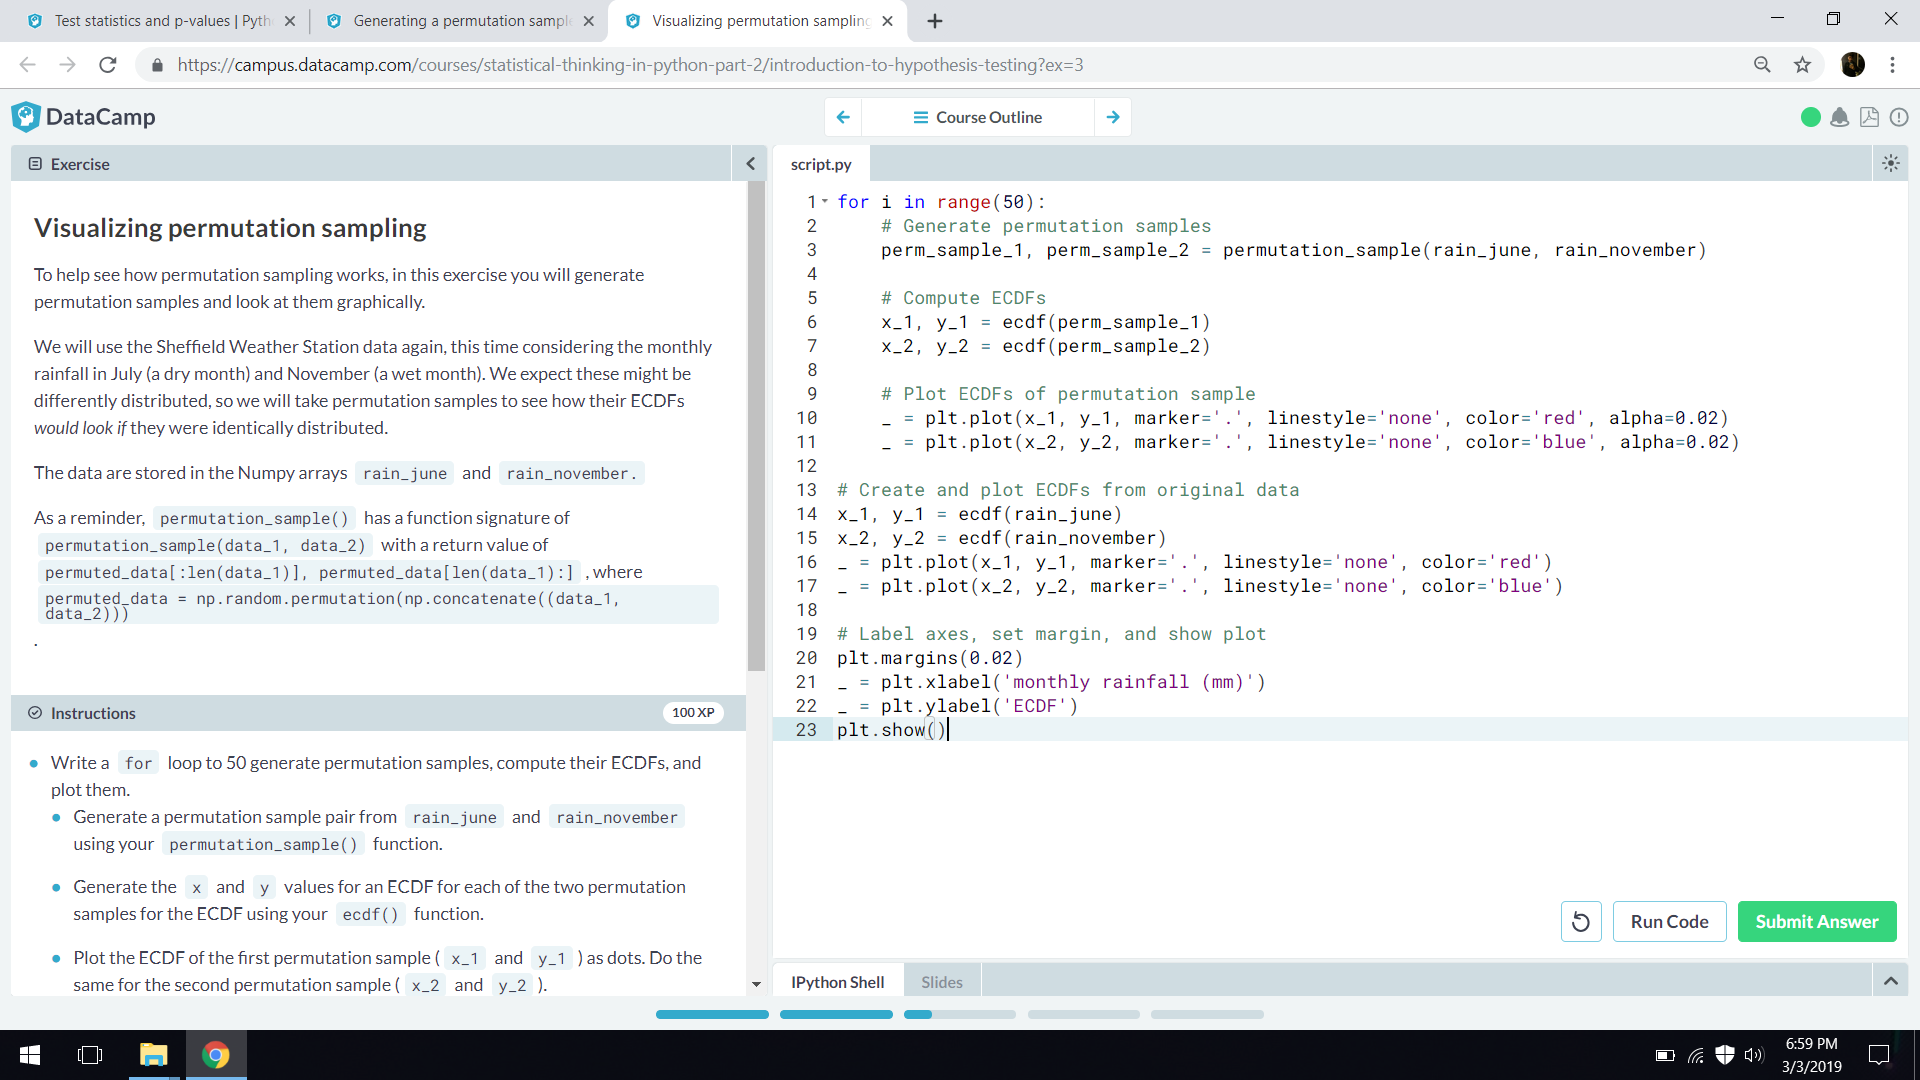 Test statistics and p-values | Pyth
Generating a permutation sampl
Visualizing permutation sampling
https://campus.datacamp.com/courses/statistical-thinking-in-python-part-2/introduction-to-hypothesis-testing?ex=3
DataCamp
Course Outline
Exercise
Visualizing permutation sampling
To help see how permutation sampling works, in this exercise you will generate
permutation samples and look at them graphically.
We will use the Sheffield Weather Station data again, this time considering the monthly
rainfall in July (a dry month) and November (a wet month). We expect these might be
differently distributed, so we will take permutation samples to see how their ECDFs
would look if they were identically distributed.
The data are stored in the Numpy arrays rain_june and rain_november.
As a reminder, permutation_sample() has a function signature of
permutation_sample(data_1, data_2) with a return value of
permuted_data[:len(data_1)], permuted_data[len(data_1):] , where
permuted_data = np.random.permutation(np.concatenate((data_1,
data_2)))
.
Instructions
100 XP
Write a for loop to 50 generate permutation samples, compute their ECDFs, and
plot them.
Generate a permutation sample pair from rain_june and rain_november
using your permutation_sample() function.
Generate the x and y values for an ECDF for each of the two permutation
samples for the ECDF using your ecdf() function.
Plot the ECDF of the first permutation sample ( x_1 and y_1 ) as dots. Do the
same for the second permutation sample ( x_2 and y_2 ).
script.py
1 for i in range(50):
2 # Generate permutation samples
3 perm_sample_1, perm_sample_2 = permutation_sample(rain_june, rain_november)
4
5 # Compute ECDFs
6 x_1, y_1 = ecdf(perm_sample_1)
7 x_2, y_2 = ecdf(perm_sample_2)
8
9 # Plot ECDFs of permutation sample
10 _ = plt.plot(x_1, y_1, marker='.', linestyle='none', color='red', alpha=0.02)
11 _ = plt.plot(x_2, y_2, marker='.', linestyle='none', color='blue', alpha=0.02)
12
13 # Create and plot ECDFs from original data
14 x_1, y_1 = ecdf(rain_june)
15 x_2, y_2 = ecdf(rain_november)
16 _ = plt.plot(x_1, y_1, marker='.', linestyle='none', color='red')
17 _ = plt.plot(x_2, y_2, marker='.', linestyle='none', color='blue')
18
19 # Label axes, set margin, and show plot
20 plt.margins(0.02)
21 _ = plt.xlabel('monthly rainfall (mm)')
22 _ = plt.ylabel('ECDF')
23 plt.show()
Run Code
Submit Answer
IPython Shell
Slides
6:59 PM
3/3/2019